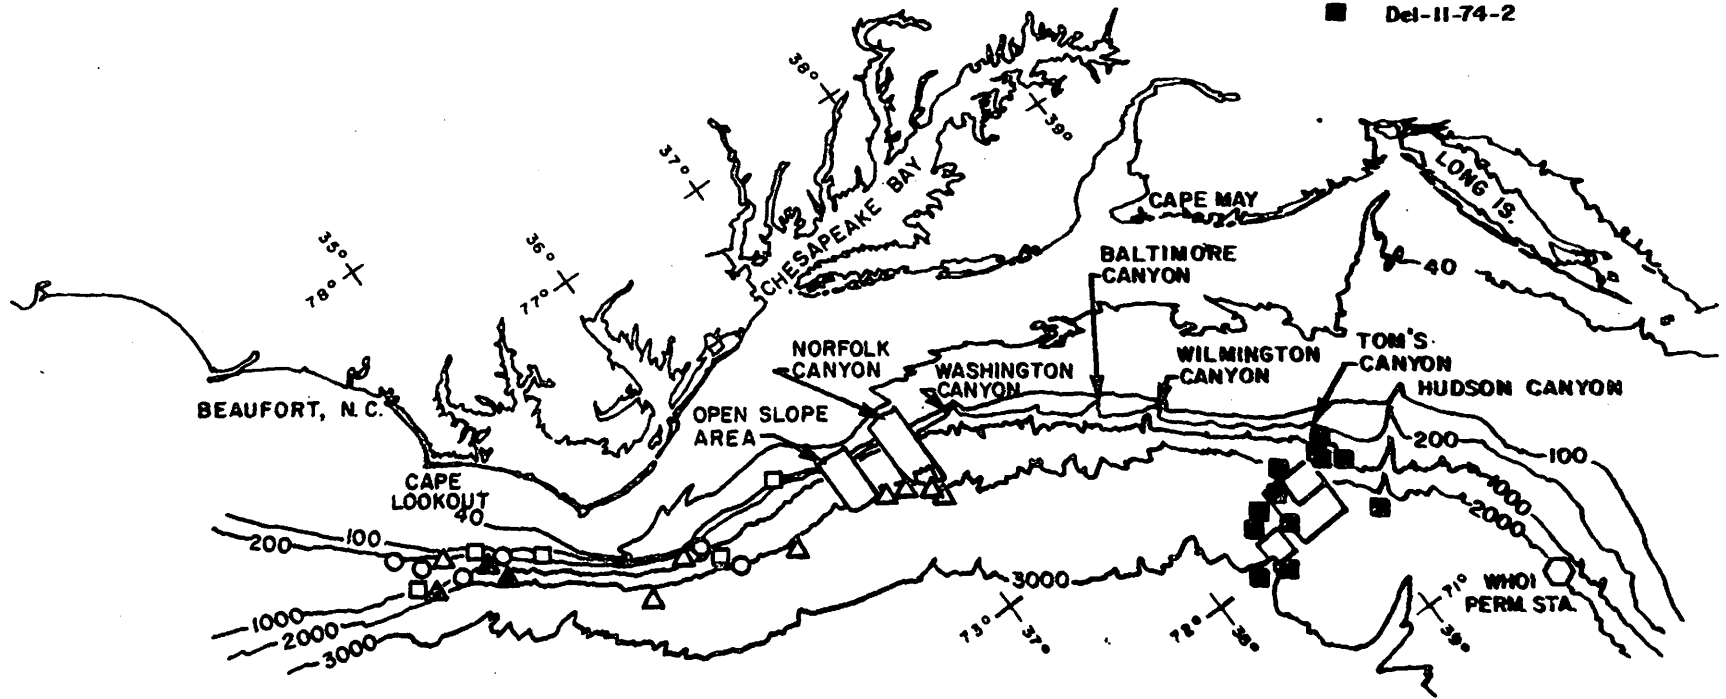 Del-II-74-2
38°
39°
37°
LONG IS.
CHESAPEAKE BAY
CAPE MAY
35°
36°
78°
77°
BALTIMORE
CANYON
40
NORFOLK
CANYON
WASHINGTON
CANYON
WILMINGTON
CANYON
TOM'S
CANYON
HUDSON CANYON
BEAUFORT, N.C.
OPEN SLOPE
AREA
200
100
CAPE
LOOKOUT
40
1000
2000
100
200
3000
WHOI
PERM. STA.
71°
73°
37°
72°
38°
39°
1000
2000
3000